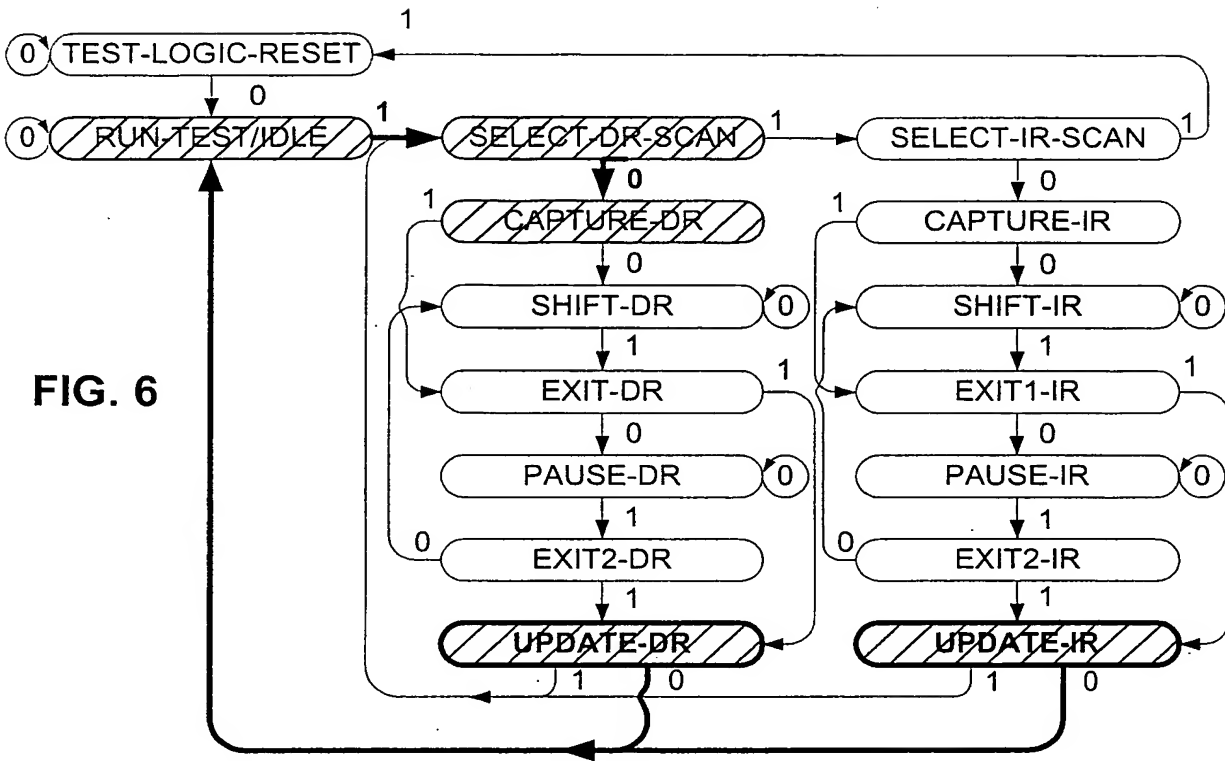 1
0 TEST-LOGIC-RESET
0
0 RUN-TEST/IDLE 1 SELECT-DR-SCAN 1 SELECT-IR-SCAN 1
0 0
1 CAPTURE-DR 1 CAPTURE-IR
0 0
SHIFT-DR 0 SHIFT-IR 0
1 1
FIG. 6
EXIT-DR 1 EXIT1-IR 1
0 0
PAUSE-DR 0 PAUSE-IR 0
1 1
0 EXIT2-DR 0 EXIT2-IR
1 1
UPDATE-DR UPDATE-IR
1 0 1 0